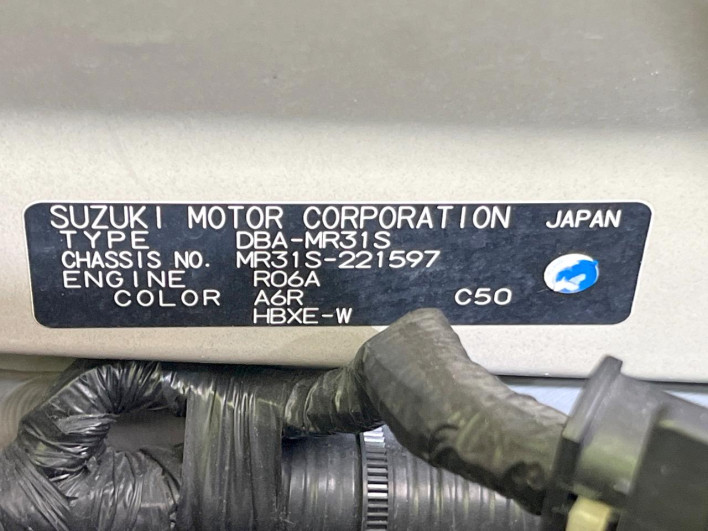 SUZUKI MOTOR CORPORATION JAPAN
TYPE DBA-MR31S
CHASSIS NO. MR31S-221597
ENGINE R06A
COLOR A6R C50
HBXE-W